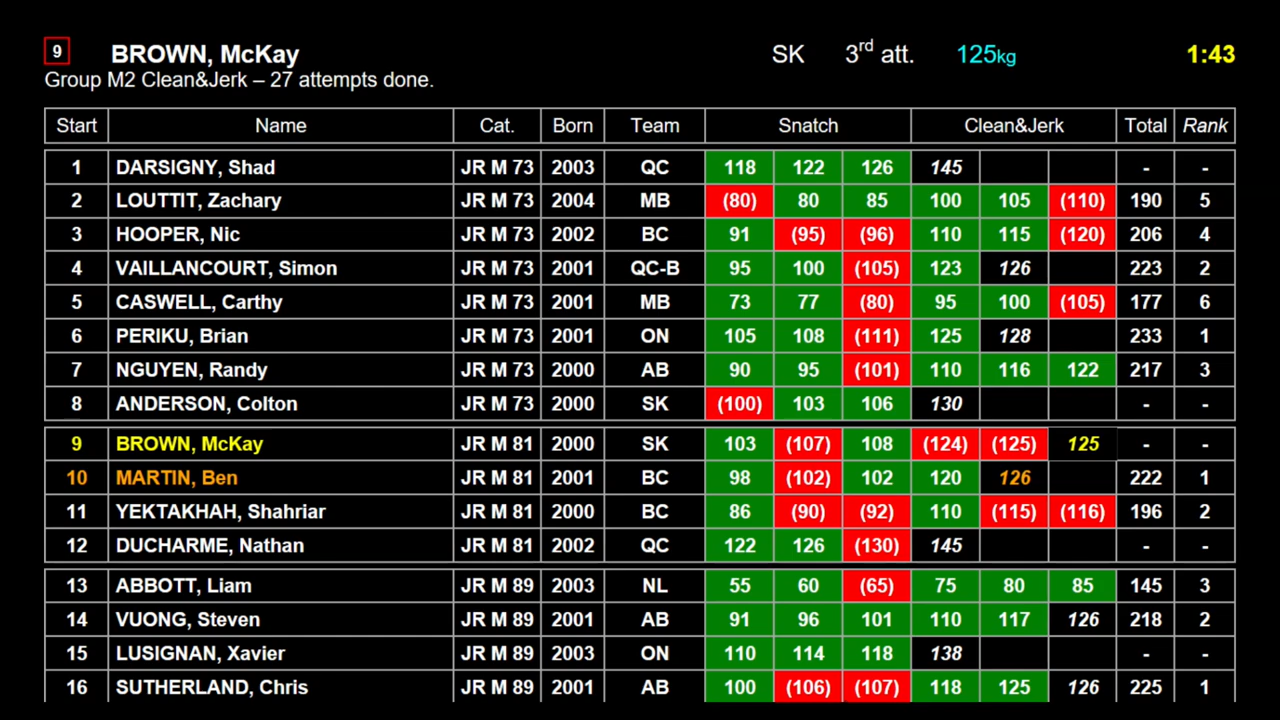 9 BROWN, McKay SK 3rd att. 125kg 1:43
Group M2 Clean&Jerk – 27 attempts done.
Start Name Cat. Born Team Snatch Clean&Jerk Total Rank
1 DARSIGNY, Shad JR M 73 2003 QC 118 122 126 145 - -
2 LOUTTIT, Zachary JR M 73 2004 MB (80) 80 85 100 105 (110) 190 5
3 HOOPER, Nic JR M 73 2002 BC 91 (95) (96) 110 115 (120) 206 4
4 VAILLANCOURT, Simon JR M 73 2001 QC-B 95 100 (105) 123 126 223 2
5 CASWELL, Carthy JR M 73 2001 MB 73 77 (80) 95 100 (105) 177 6
6 PERIKU, Brian JR M 73 2001 ON 105 108 (111) 125 128 233 1
7 NGUYEN, Randy JR M 73 2000 AB 90 95 (101) 110 116 122 217 3
8 ANDERSON, Colton JR M 73 2000 SK (100) 103 106 130 - -
9 BROWN, McKay JR M 81 2000 SK 103 (107) 108 (124) (125) 125 - -
10 MARTIN, Ben JR M 81 2001 BC 98 (102) 102 120 126 222 1
11 YEKTAKHAH, Shahriar JR M 81 2000 BC 86 (90) (92) 110 (115) (116) 196 2
12 DUCHARME, Nathan JR M 81 2002 QC 122 126 (130) 145 - -
13 ABBOTT, Liam JR M 89 2003 NL 55 60 (65) 75 80 85 145 3
14 VUONG, Steven JR M 89 2001 AB 91 96 101 110 117 126 218 2
15 LUSIGNAN, Xavier JR M 89 2003 ON 110 114 118 138 - -
16 SUTHERLAND, Chris JR M 89 2001 AB 100 (106) (107) 118 125 126 225 1